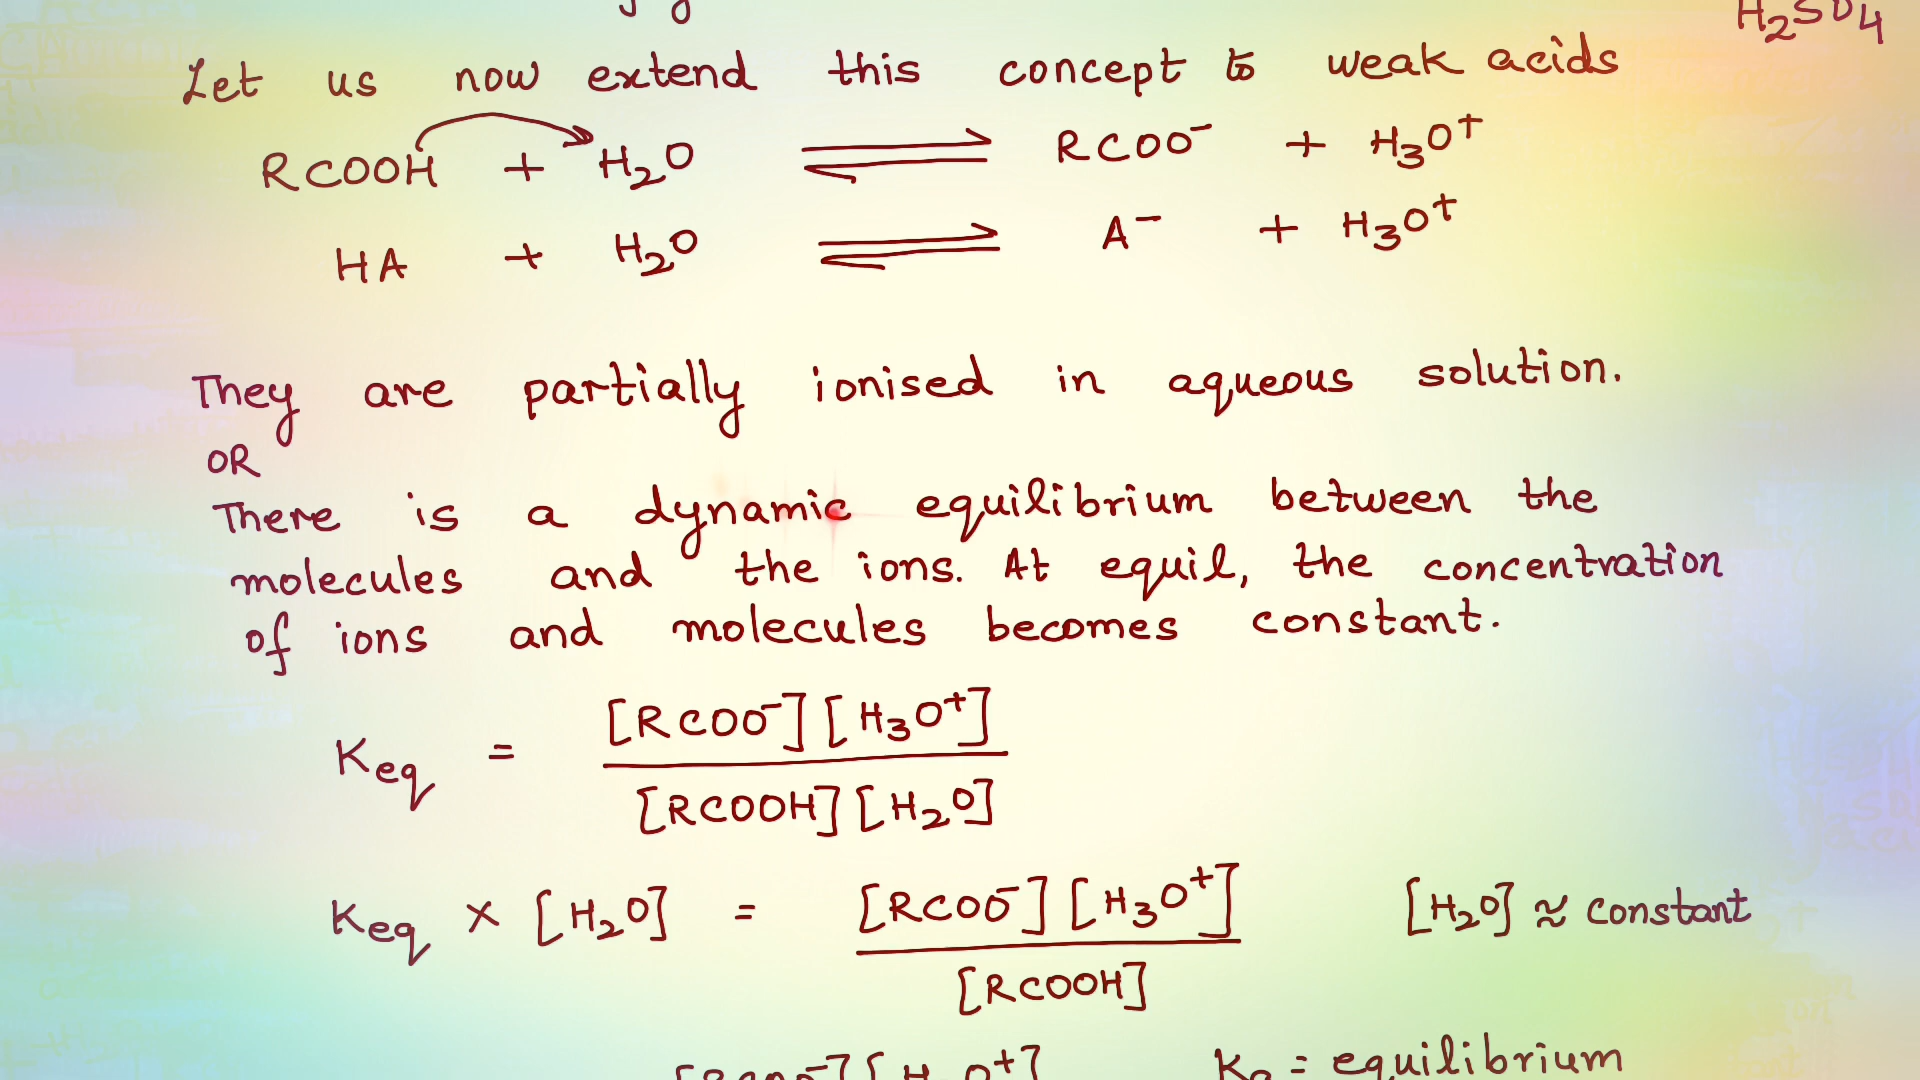 H₂SO₄
Let us now extend this concept to weak acids
RCOOH + H₂O ⇌ RCOO⁻ + H₃O⁺
HA + H₂O ⇌ A⁻ + H₃O⁺
They are partially ionised in aqueous solution.
OR
There is a dynamic equilibrium between the
molecules and the ions. At equil, the concentration
of ions and molecules becomes constant.
Keq = [RCOO⁻][H₃O⁺] / [RCOOH][H₂O]
Keq × [H₂O] = [RCOO⁻][H₃O⁺] / [RCOOH] [H₂O] ≈ constant
= equilibrium